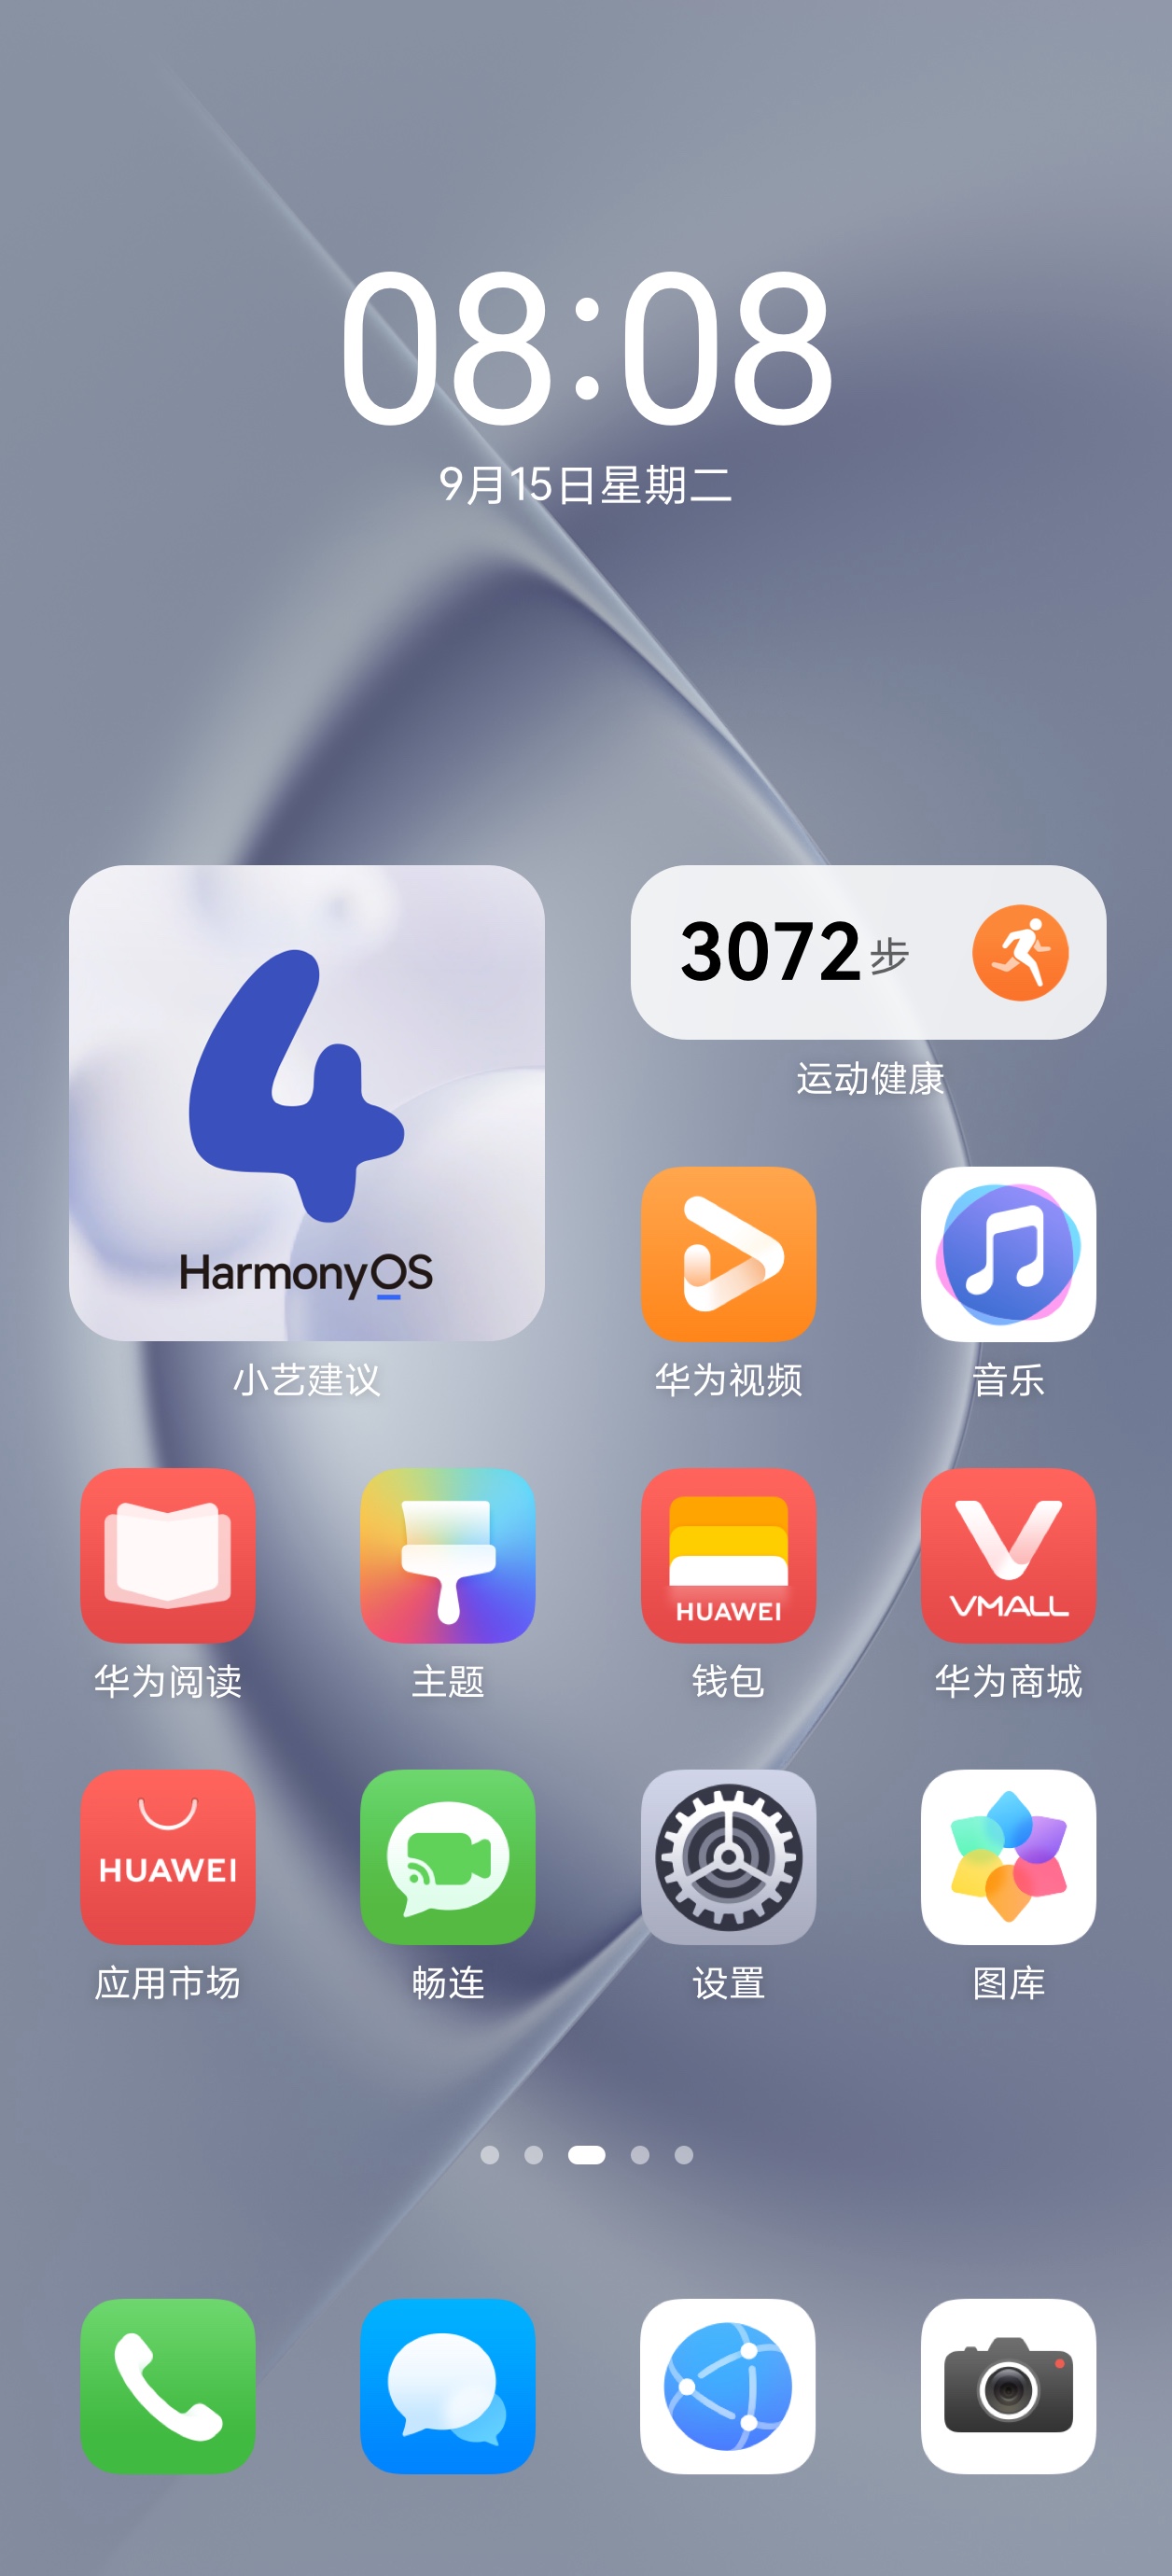 08:08
9月15日星期二
4
HarmonyOS
小艺建议
3072步
运动健康
华为视频
音乐
华为阅读
主题
HUAWEI
钱包
VMALL
华为商城
HUAWEI
应用市场
畅连
设置
图库